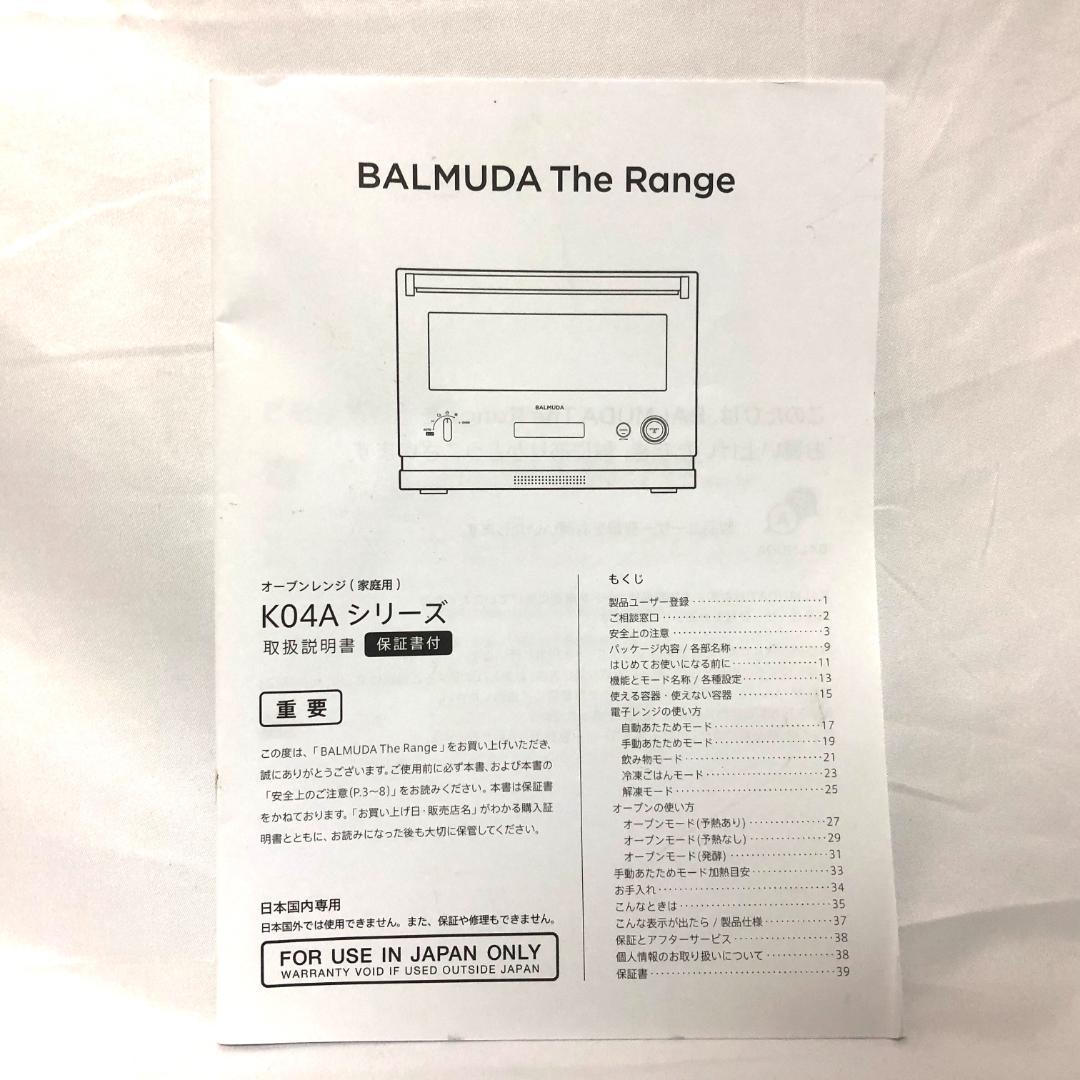 BALMUDA The Range
BALMUDA
オーブンレンジ(家庭用)
K04A シリーズ
取扱説明書 保証書付
重要
この度は、「BALMUDA The Range」をお買い上げいただき、
誠にありがとうございます。ご使用前に必ず本書、および本書の
「安全上のご注意(P.3〜8)」をお読みください。本書は保証書
をかねております。「お買い上げ日・販売店名」がわかる購入証
明書とともに、お読みになった後も大切に保管してください。
日本国内専用
日本国外では使用できません。また、保証や修理もできません。
FOR USE IN JAPAN ONLY
WARRANTY VOID IF USED OUTSIDE JAPAN
もくじ
製品ユーザー登録 1
ご相談窓口 2
安全上の注意 3
パッケージ内容 / 各部名称 9
はじめてお使いになる前に 11
機能とモード名称 / 各種設定 13
使える容器・使えない容器 15
電子レンジの使い方
自動あたためモード 17
手動あたためモード 19
飲み物モード 21
冷凍ごはんモード 23
解凍モード 25
オーブンの使い方
オーブンモード(予熱あり) 27
オーブンモード(予熱なし) 29
オーブンモード(発酵) 31
手動あたためモード加熱目安 33
お手入れ 34
こんなときは 35
こんな表示が出たら / 製品仕様 37
保証とアフターサービス 38
個人情報のお取り扱いについて 38
保証書 39